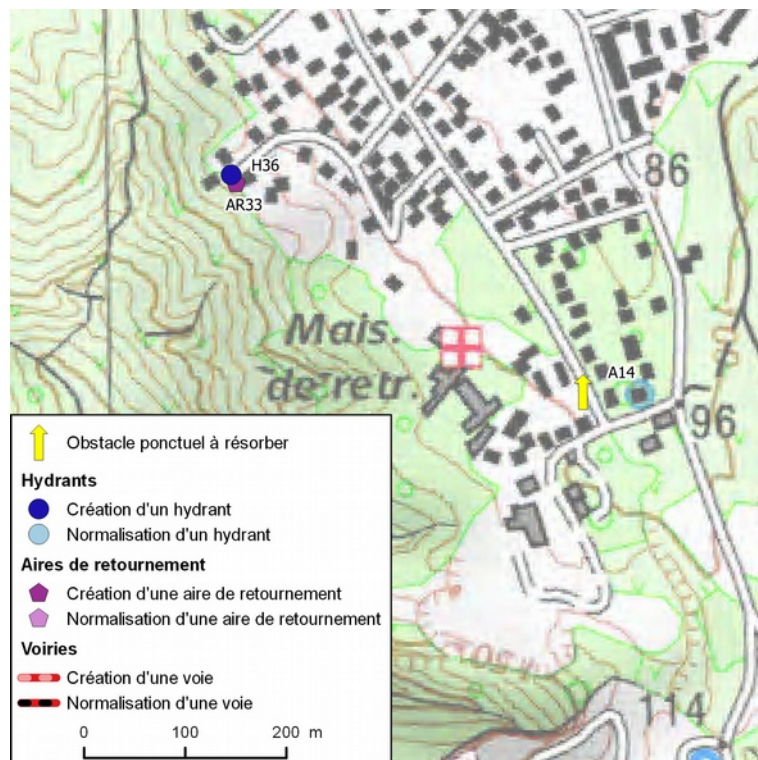 H36
AR33
86
Mais.
de retr.
A14
96
114
Obstacle ponctuel à résorber
Hydrants
Création d'un hydrant
Normalisation d'un hydrant
Aires de retournement
Création d'une aire de retournement
Normalisation d'une aire de retournement
Voiries
Création d'une voie
Normalisation d'une voie
0 100 200 m